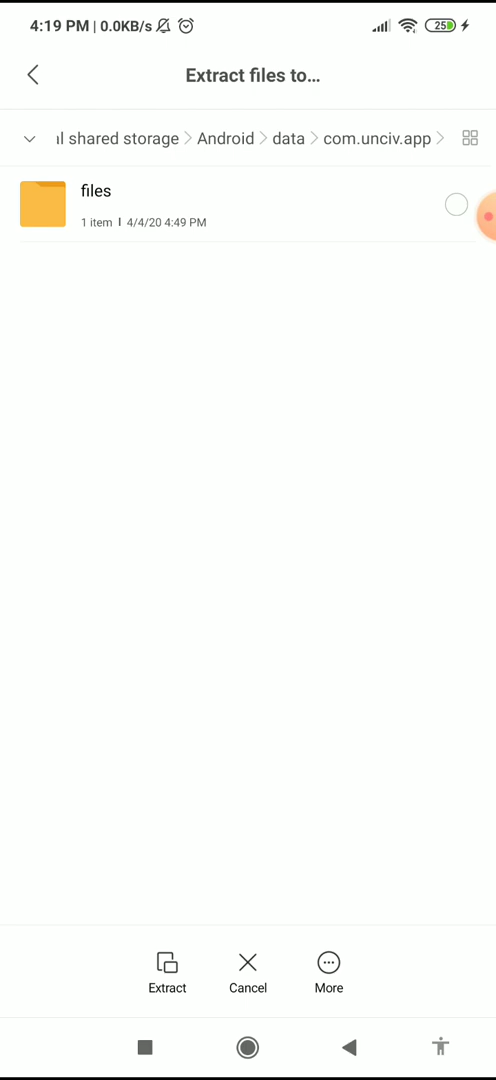 4:19 PM | 0.0KB/s
25
Extract files to...
al shared storage > Android > data > com.unciv.app >
files
1 item | 4/4/20 4:49 PM
Extract
Cancel
More